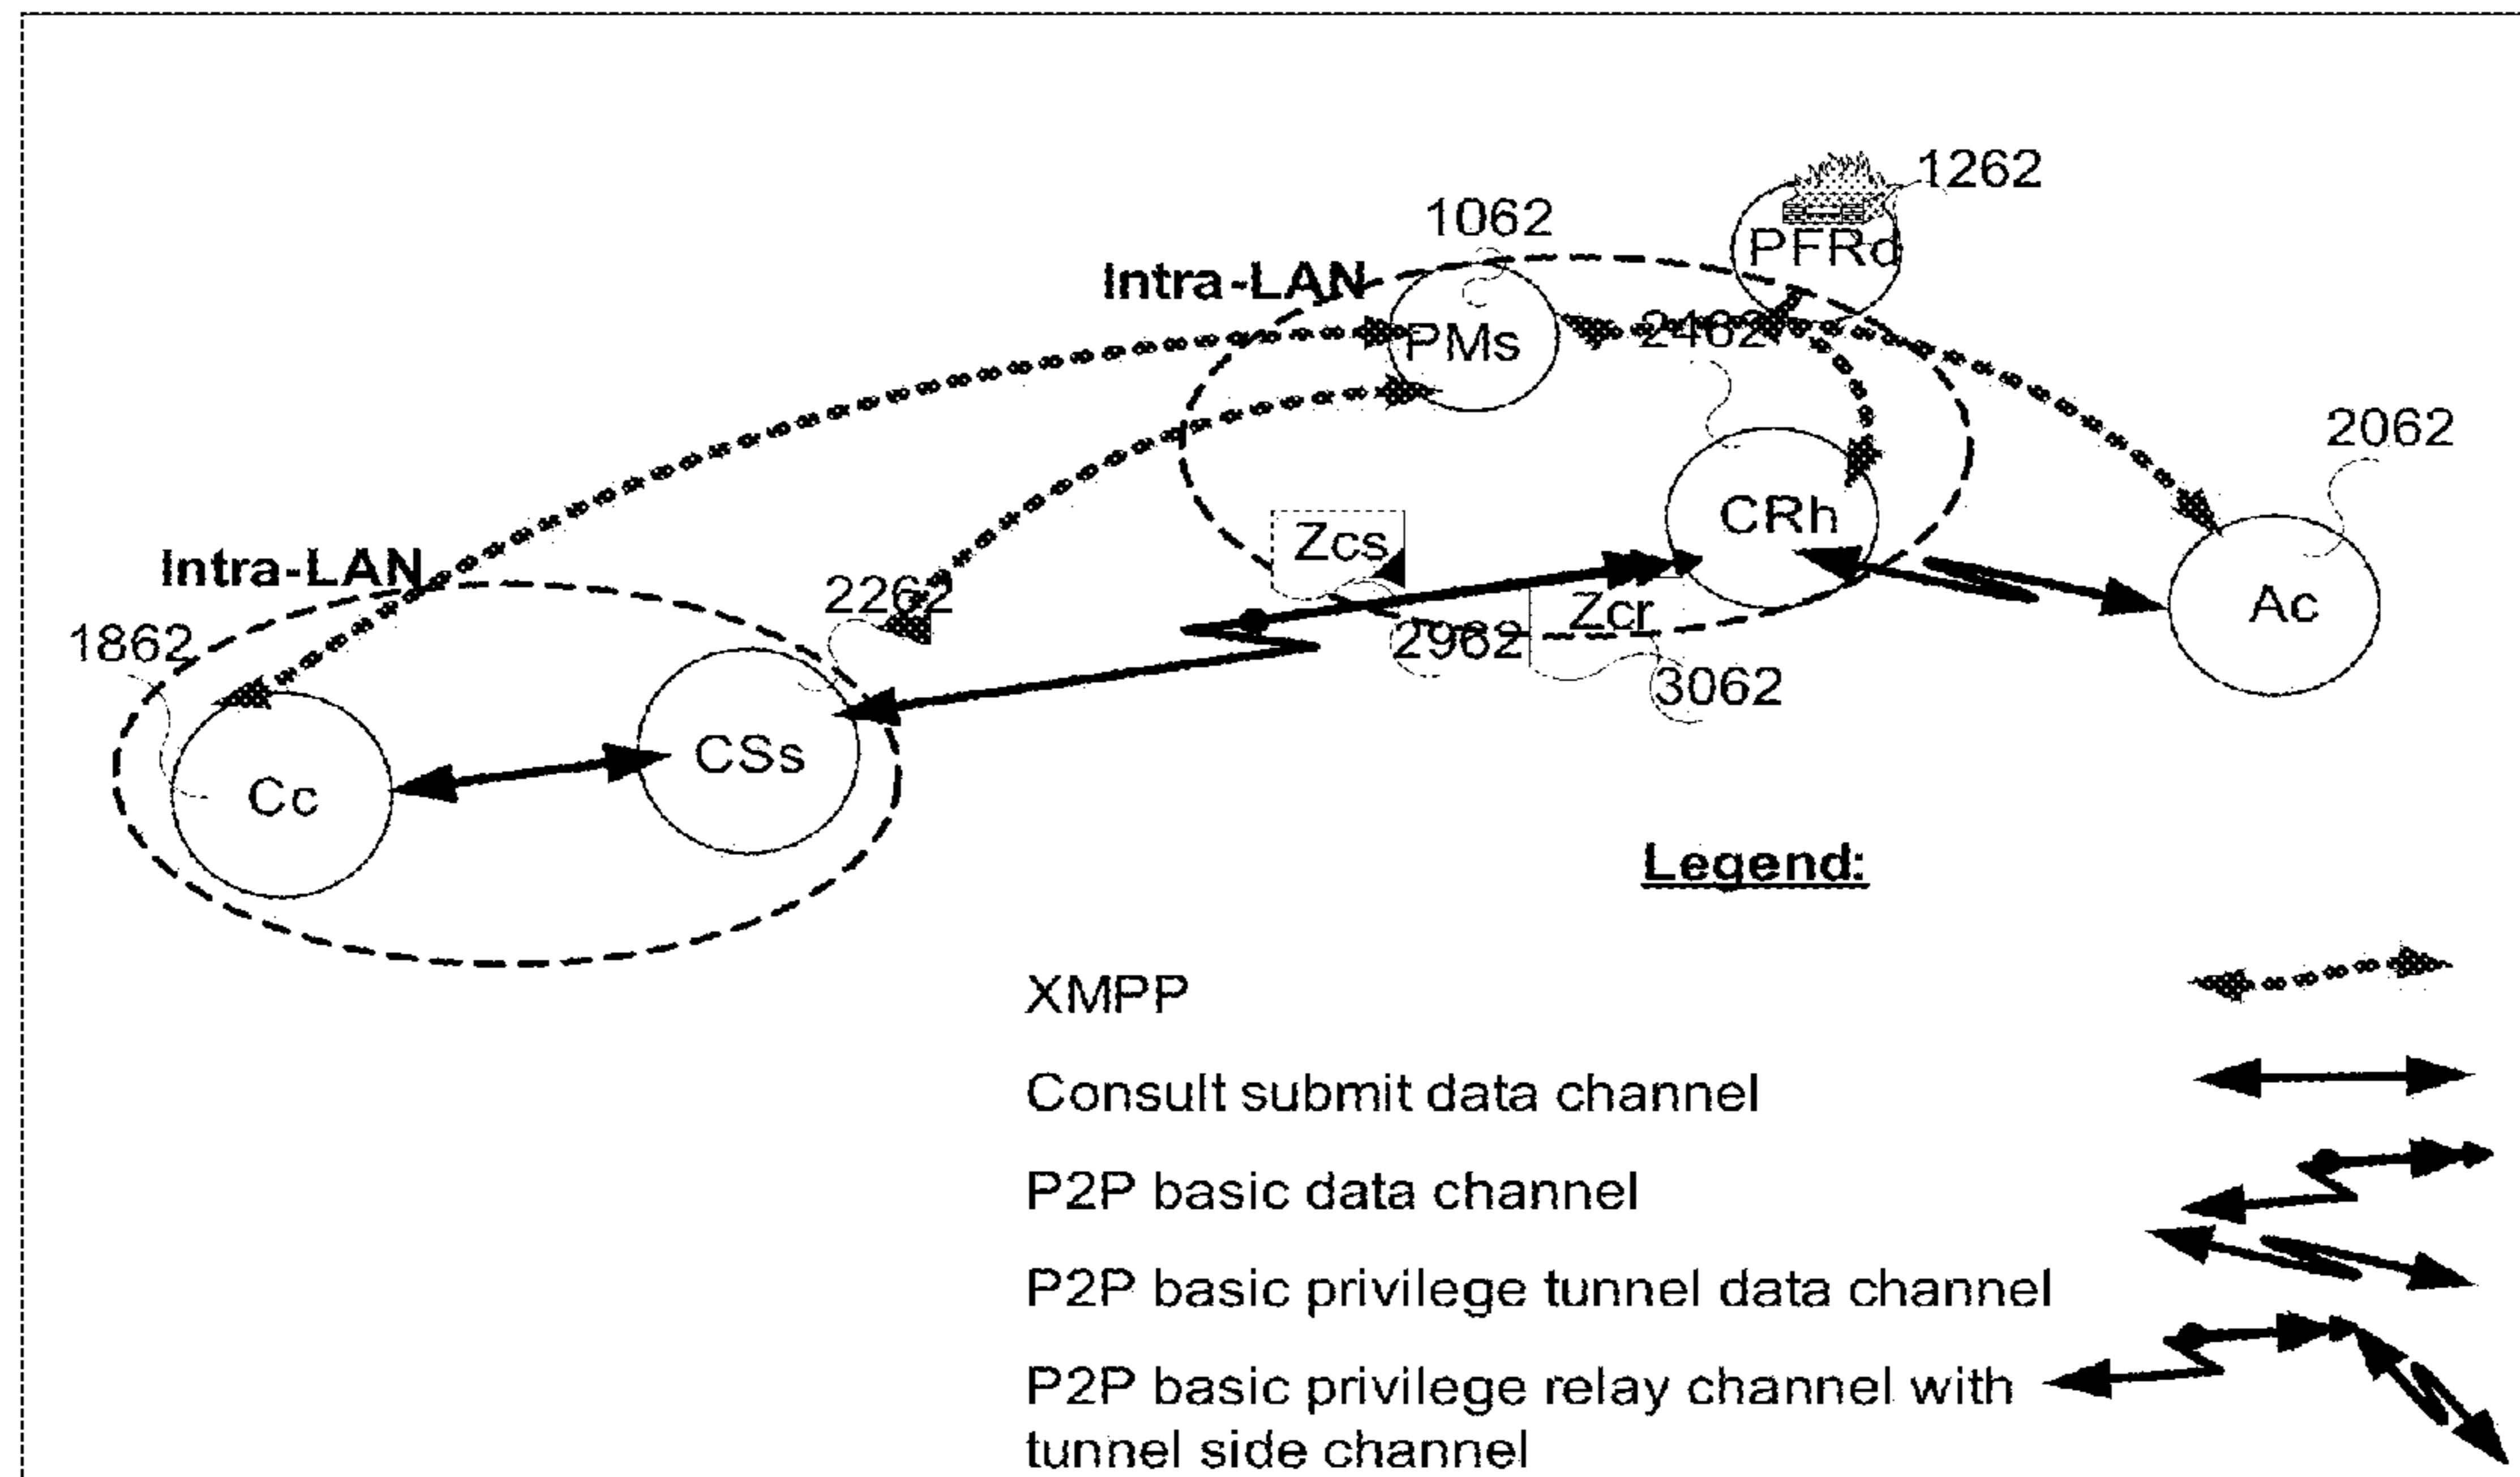 1262
1062
PFRd
Intra-LAN
2462
PMs
2062
CRh
Zcs
Intra-LAN
2262
Zcr
Ac
1862
2962
3062
CSs
Cc
Legend:
XMPP
Consult submit data channel
P2P basic data channel
P2P basic privilege tunnel data channel
P2P basic privilege relay channel with
tunnel side channel